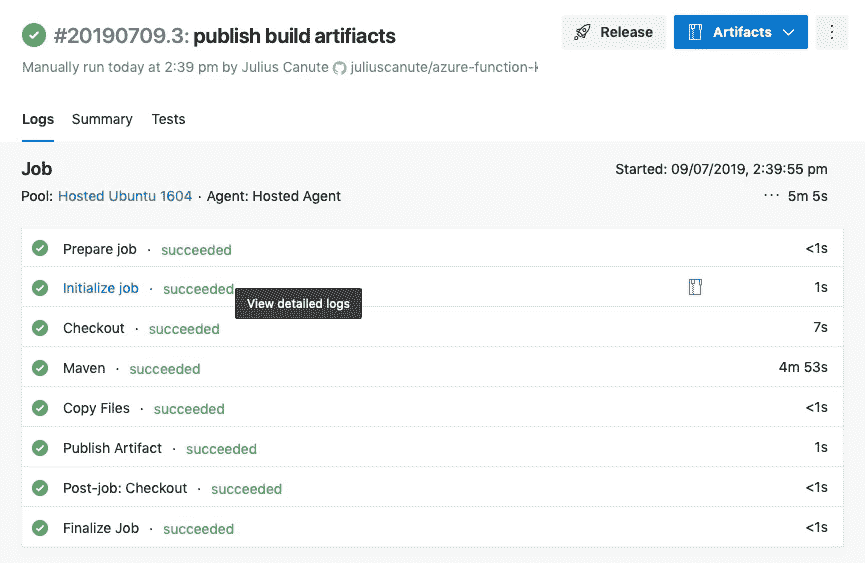 #20190709.3: publish build artifiacts
Release
Artifacts
Manually run today at 2:39 pm by Julius Canute juliuscanute/azure-function-k
Logs Summary Tests
Job
Started: 09/07/2019, 2:39:55 pm
Pool: Hosted Ubuntu 1604 · Agent: Hosted Agent
··· 5m 5s
Prepare job · succeeded <1s
Initialize job · succeeded 1s
View detailed logs
Checkout · succeeded 7s
Maven · succeeded 4m 53s
Copy Files · succeeded <1s
Publish Artifact · succeeded 1s
Post-job: Checkout · succeeded <1s
Finalize Job · succeeded <1s